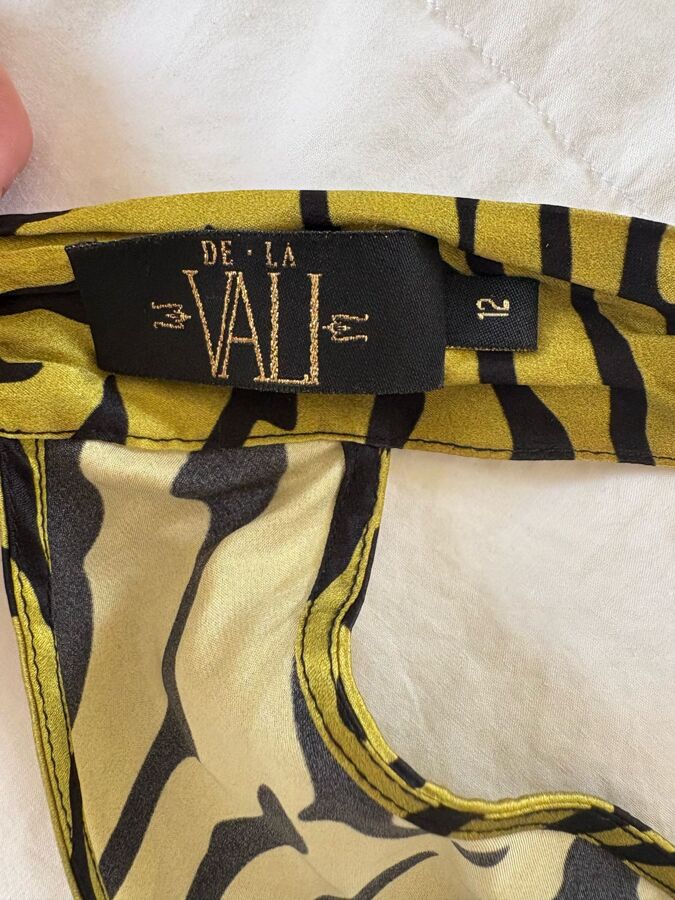 DE · LA
VALI
12